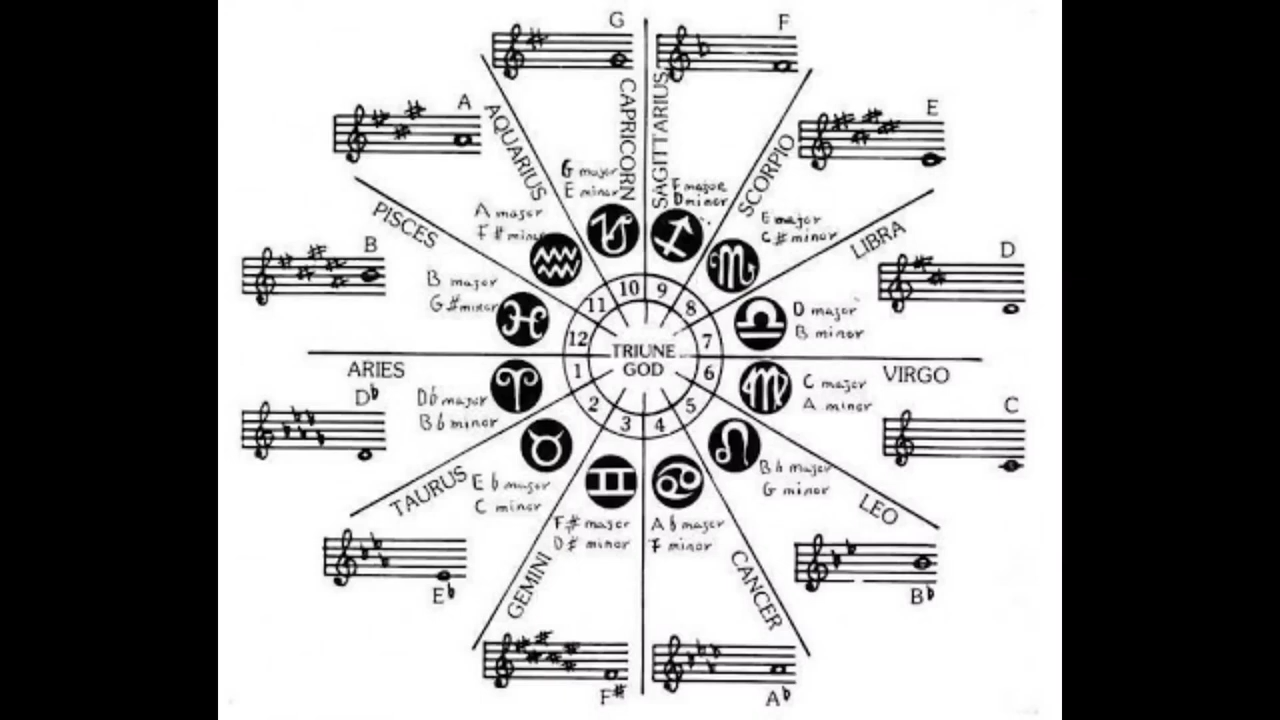 G
F
A
E
AQUARIUS
CAPRICORN
SAGITTARIUS
SCORPIO
G major
E minor
F major
D minor
PISCES
A major
F# minor
E major
C# minor
LIBRA
B
D
B major
G# minor
D major
B minor
10
9
11
8
12
7
TRIUNE
GOD
1
6
2
5
3
4
ARIES
D♭
VIRGO
C
D♭ major
B♭ minor
C major
A minor
TAURUS
E♭ major
C minor
B♭ major
G minor
LEO
F# major
D# minor
A♭ major
F minor
GEMINI
CANCER
E♭
B♭
F#
A♭